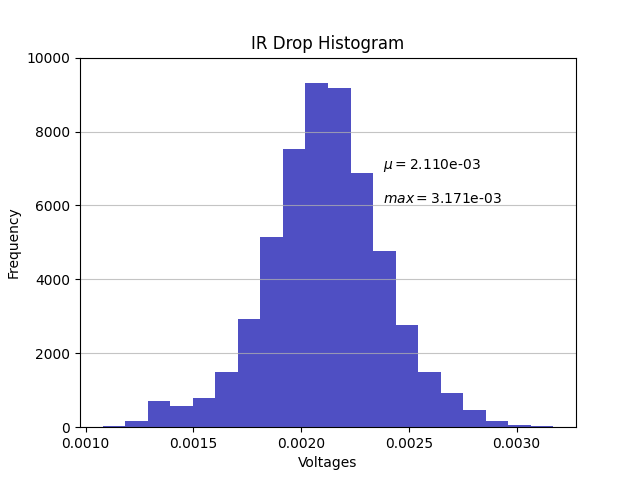 IR Drop Histogram
10000
8000
6000
4000
2000
0
Frequency
μ = 2.110e-03
max = 3.171e-03
0.0010 0.0015 0.0020 0.0025 0.0030
Voltages